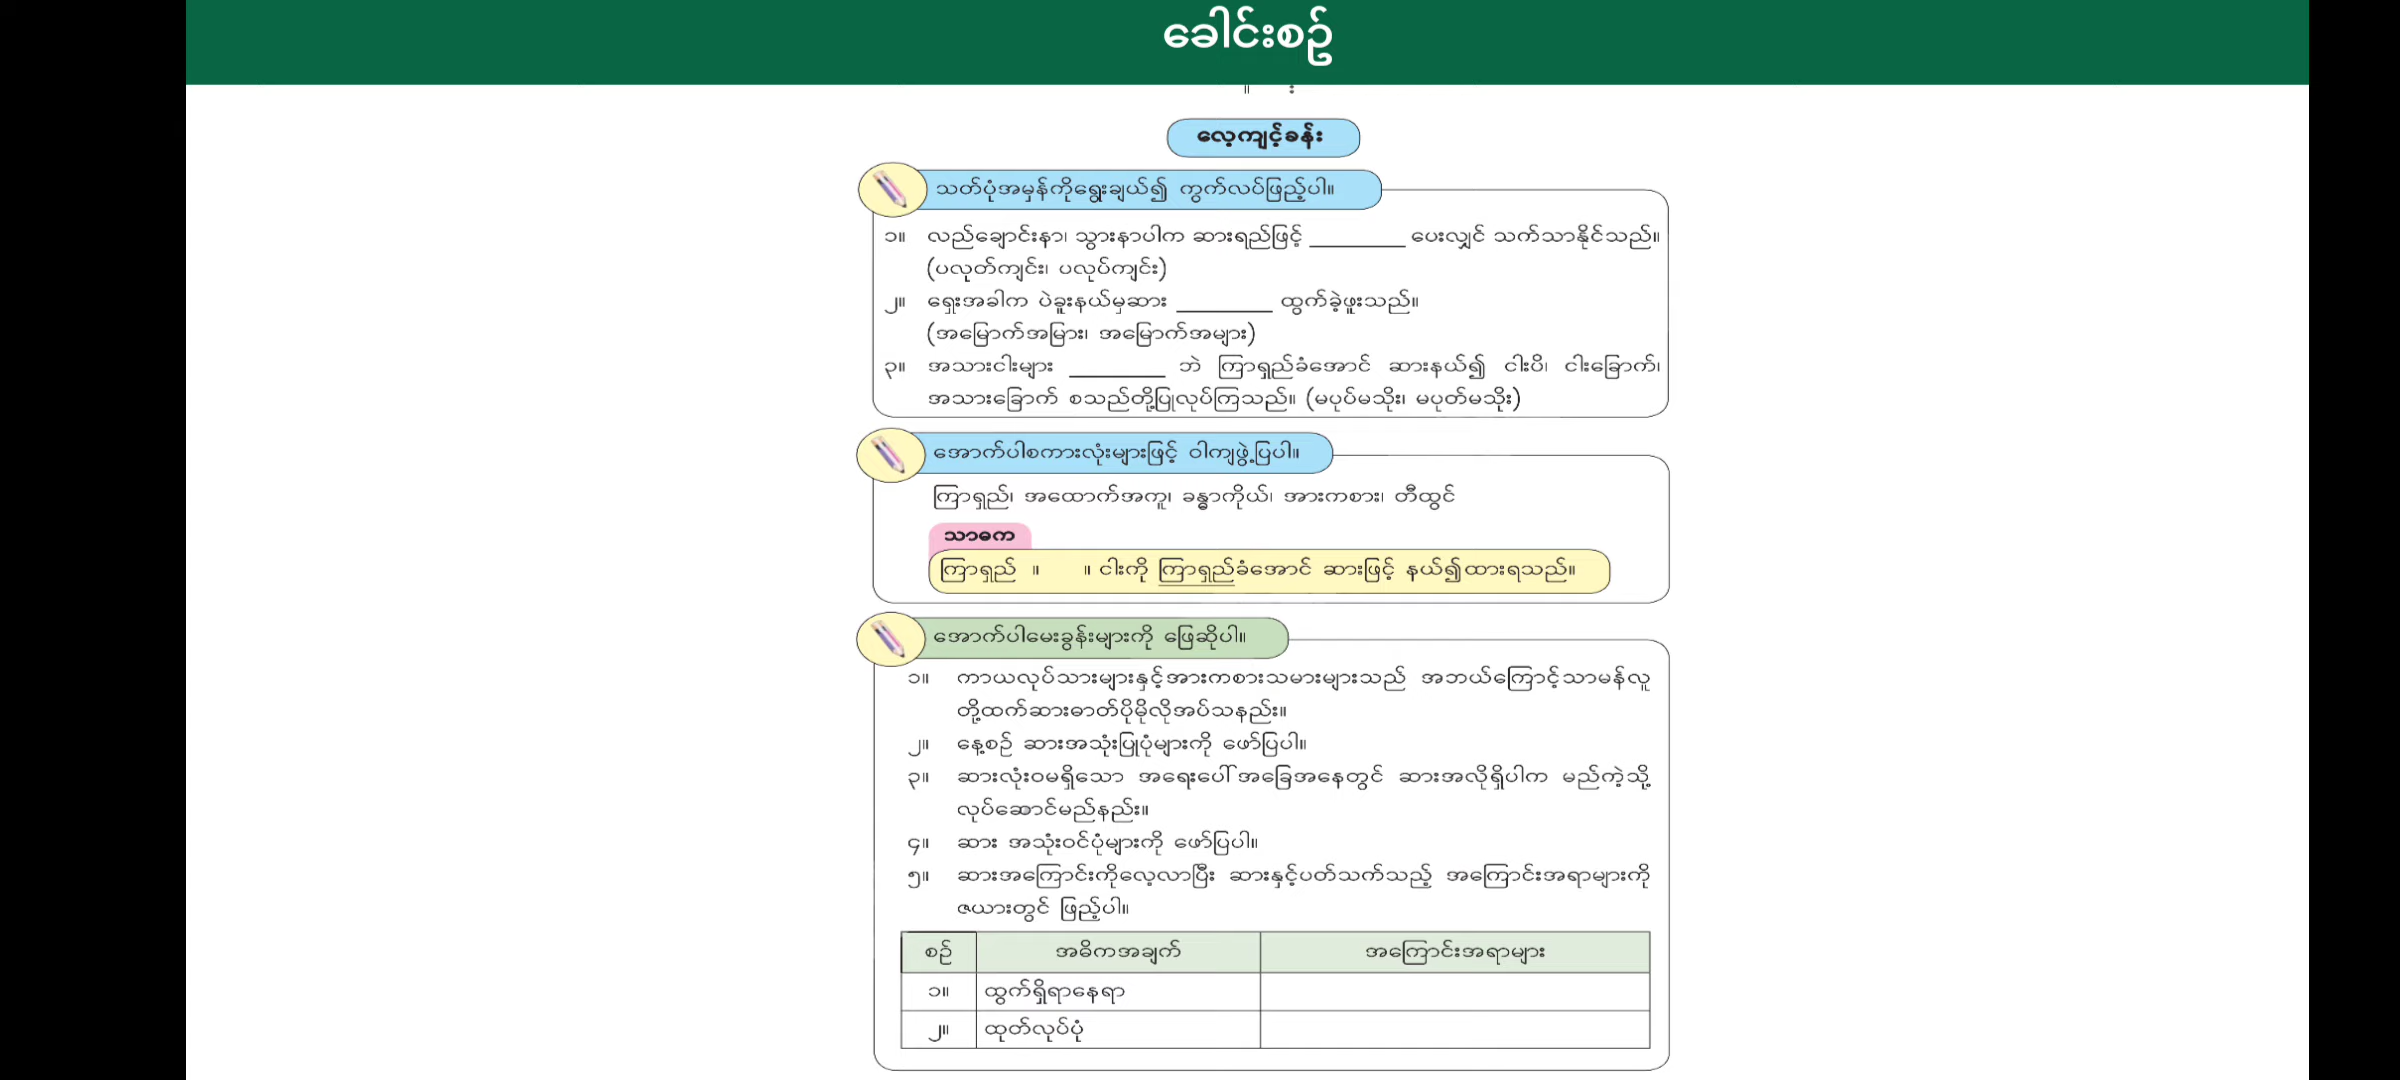 ခေါင်းစဥ်
လေ့ကျင့်ခန်း
သတ်ပုံအမှန်ကိုရွေးချယ်၍ ကွက်လပ်ဖြည့်ပါ။
၁။ လည်ချောင်းနာ၊ သွားနာပါက ဆားရည်ဖြင့် ________ ပေးလျှင် သက်သာနိုင်သည်။
(ပလုတ်ကျင်း၊ ပလုပ်ကျင်း)
၂။ ရှေးအခါက ပဲခူးနယ်မှဆား ________ ထွက်ခဲ့ဖူးသည်။
(အမြောက်အမြား၊ အမြောက်အများ)
၃။ အသားငါးများ ________ ဘဲ ကြာရှည်ခံအောင် ဆားနယ်၍ ငါးပိ၊ ငါးခြောက်၊
အသားခြောက် စသည်တို့ပြုလုပ်ကြသည်။ (မပုပ်မသိုး၊ မပုတ်မသိုး)
အောက်ပါစကားလုံးများဖြင့် ဝါကျဖွဲ့ပြပါ။
ကြာရှည်၊ အထောက်အကူ၊ ခန္ဓာကိုယ်၊ အားကစား၊ တီထွင်
သာဓက
ကြာရှည် ။ ။ ငါးကို ကြာရှည်ခံအောင် ဆားဖြင့် နယ်၍ထားရသည်။
အောက်ပါမေးခွန်းများကို ဖြေဆိုပါ။
၁။ ကာယလုပ်သားများနှင့်အားကစားသမားများသည် အဘယ်ကြောင့်သာမန်လူ
တို့ထက်ဆားဓာတ်ပိုမိုလိုအပ်သနည်း။
၂။ နေ့စဉ် ဆားအသုံးပြုပုံများကို ဖော်ပြပါ။
၃။ ဆားလုံးဝမရှိသော အရေးပေါ်အခြေအနေတွင် ဆားအလိုရှိပါက မည်ကဲ့သို့
လုပ်ဆောင်မည်နည်း။
၄။ ဆား အသုံးဝင်ပုံများကို ဖော်ပြပါ။
၅။ ဆားအကြောင်းကိုလေ့လာပြီး ဆားနှင့်ပတ်သက်သည့် အကြောင်းအရာများကို
ဇယားတွင် ဖြည့်ပါ။
စဉ် အဓိကအချက် အကြောင်းအရာများ
၁။ ထွက်ရှိရာနေရာ
၂။ ထုတ်လုပ်ပုံ